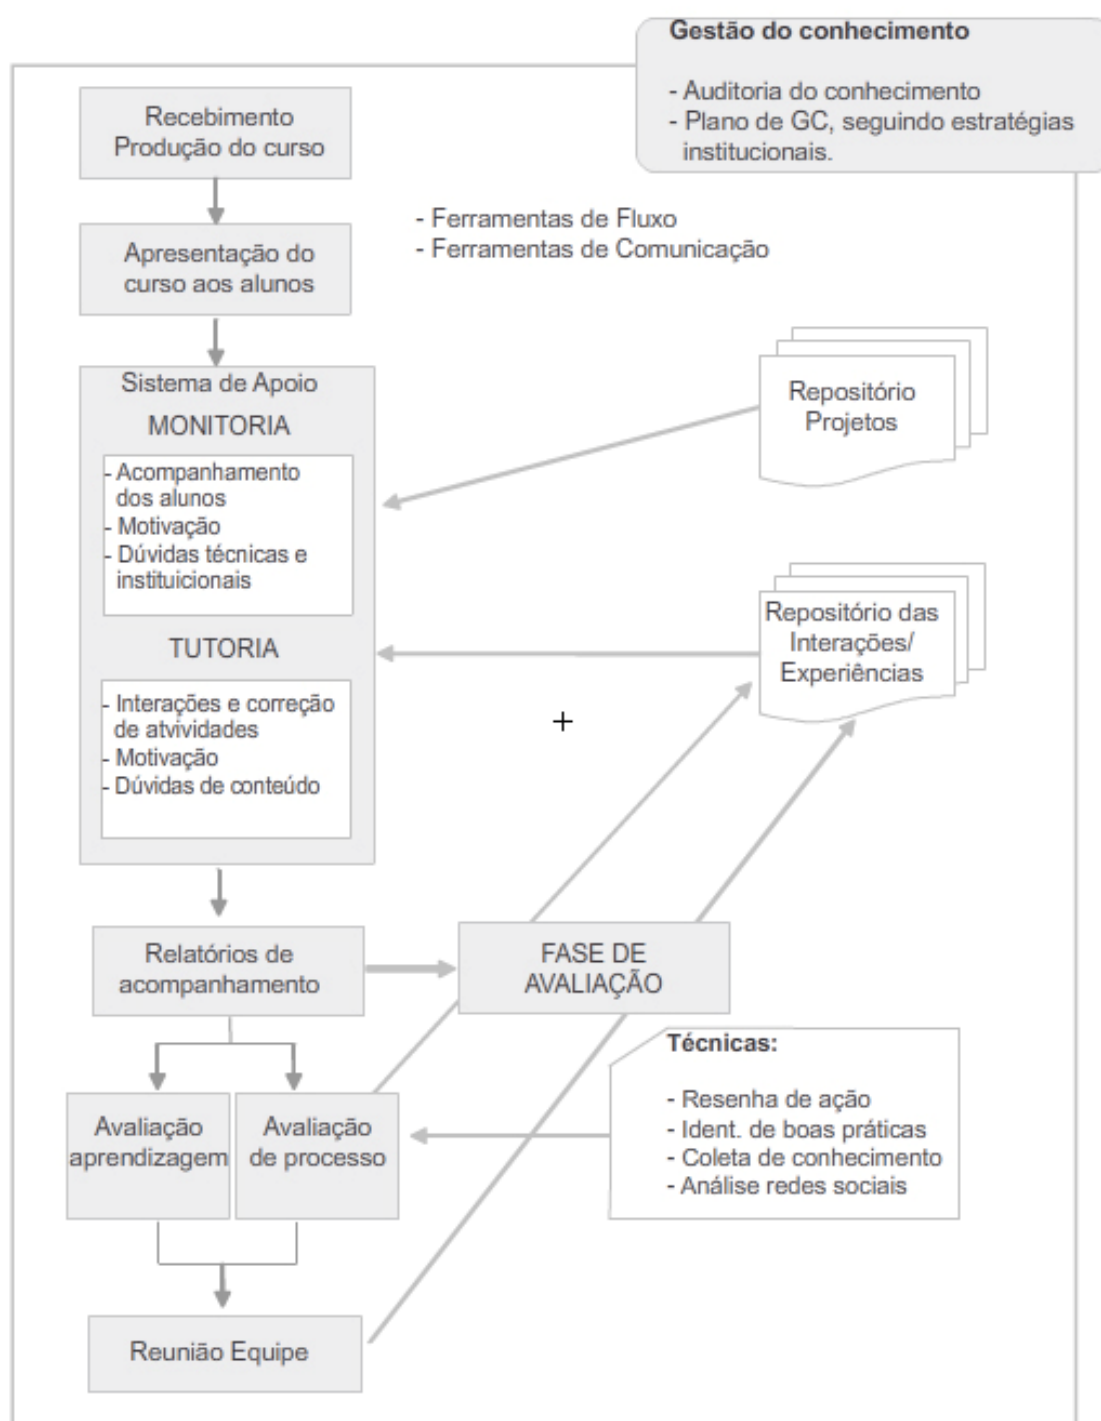 Gestão do conhecimento
- Auditoria do conhecimento
- Plano de GC, seguindo estratégias
institucionais.
Recebimento
Produção do curso
- Ferramentas de Fluxo
- Ferramentas de Comunicação
Apresentação do
curso aos alunos
Sistema de Apoio
MONITORIA
- Acompanhamento
dos alunos
- Motivação
- Dúvidas técnicas e
instituicionais
Repositório
Projetos
TUTORIA
- Interações e correção
de atvividades
- Motivação
- Dúvidas de conteúdo
Repositório das
Interações/
Experiências
+
Relatórios de
acompanhamento
FASE DE
AVALIAÇÃO
Técnicas:
- Resenha de ação
- Ident. de boas práticas
- Coleta de conhecimento
- Análise redes sociais
Avaliação
aprendizagem
Avaliação
de processo
Reunião Equipe